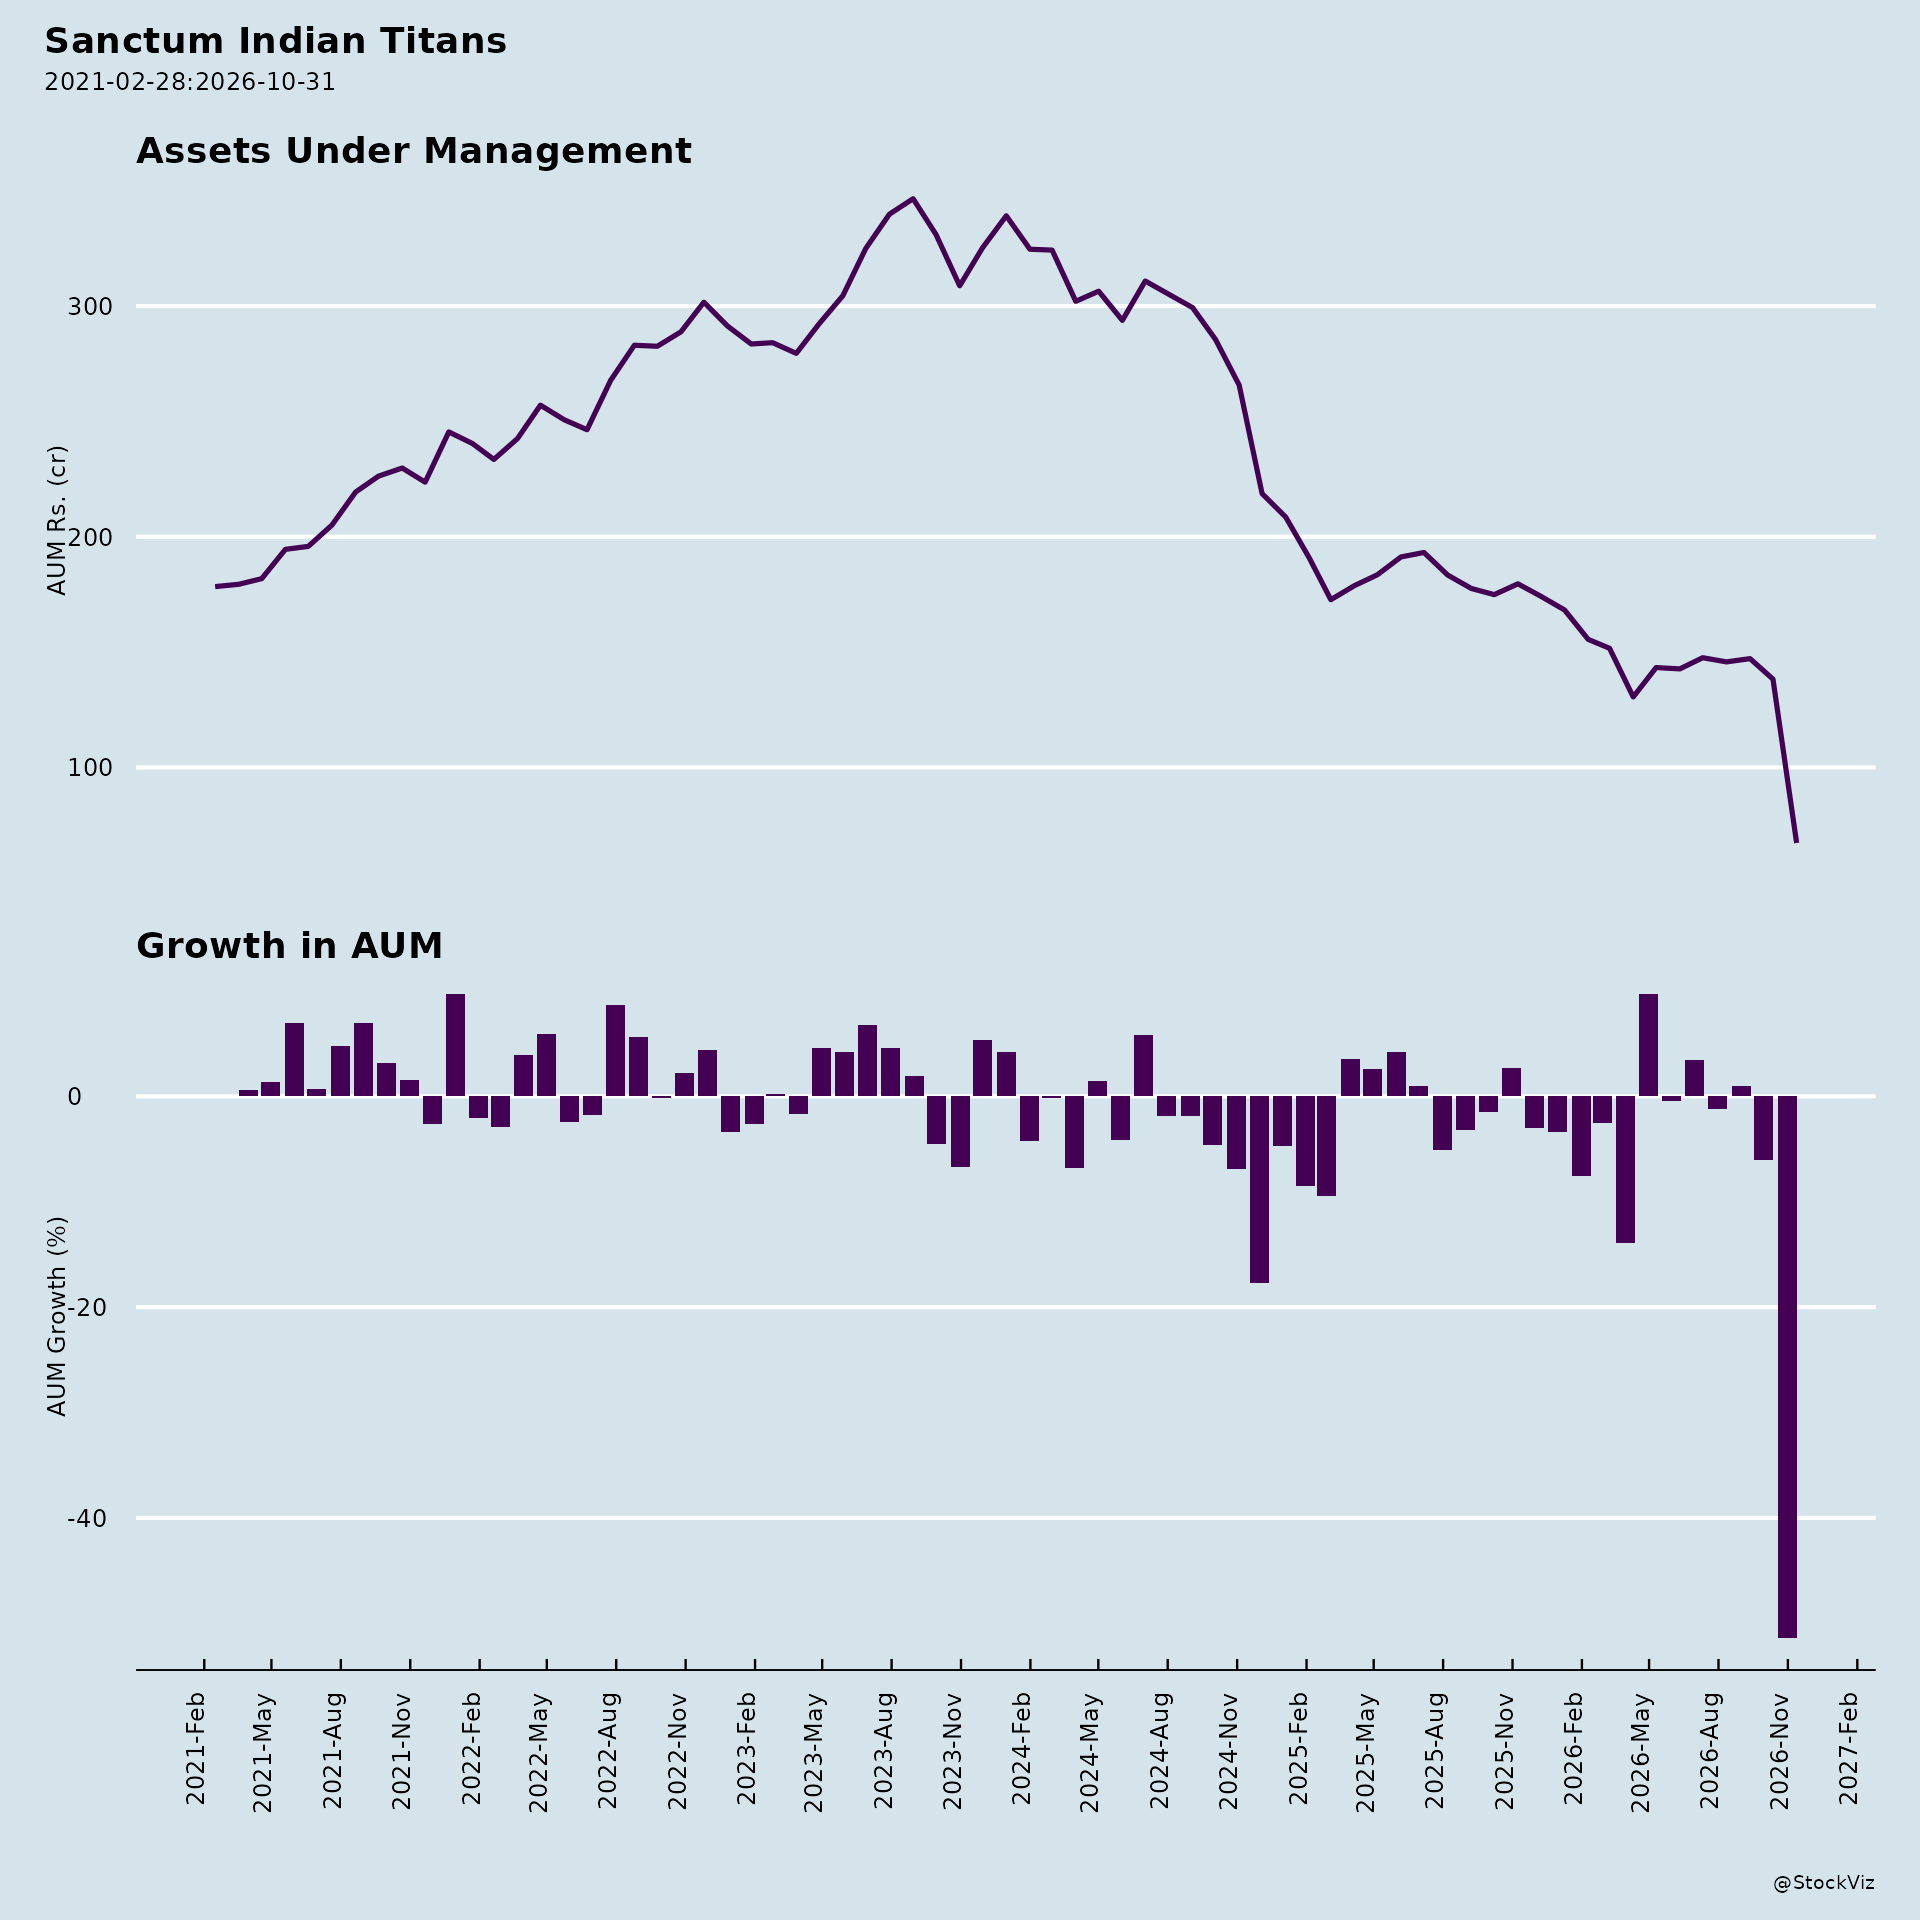 Sanctum Indian Titans
2021-02-28:2026-10-31
Assets Under Management
AUM Rs. (cr)
300
200
100
Growth in AUM
AUM Growth (%)
0
-20
-40
2021-Feb
2021-May
2021-Aug
2021-Nov
2022-Feb
2022-May
2022-Aug
2022-Nov
2023-Feb
2023-May
2023-Aug
2023-Nov
2024-Feb
2024-May
2024-Aug
2024-Nov
2025-Feb
2025-May
2025-Aug
2025-Nov
2026-Feb
2026-May
2026-Aug
2026-Nov
2027-Feb
@StockViz